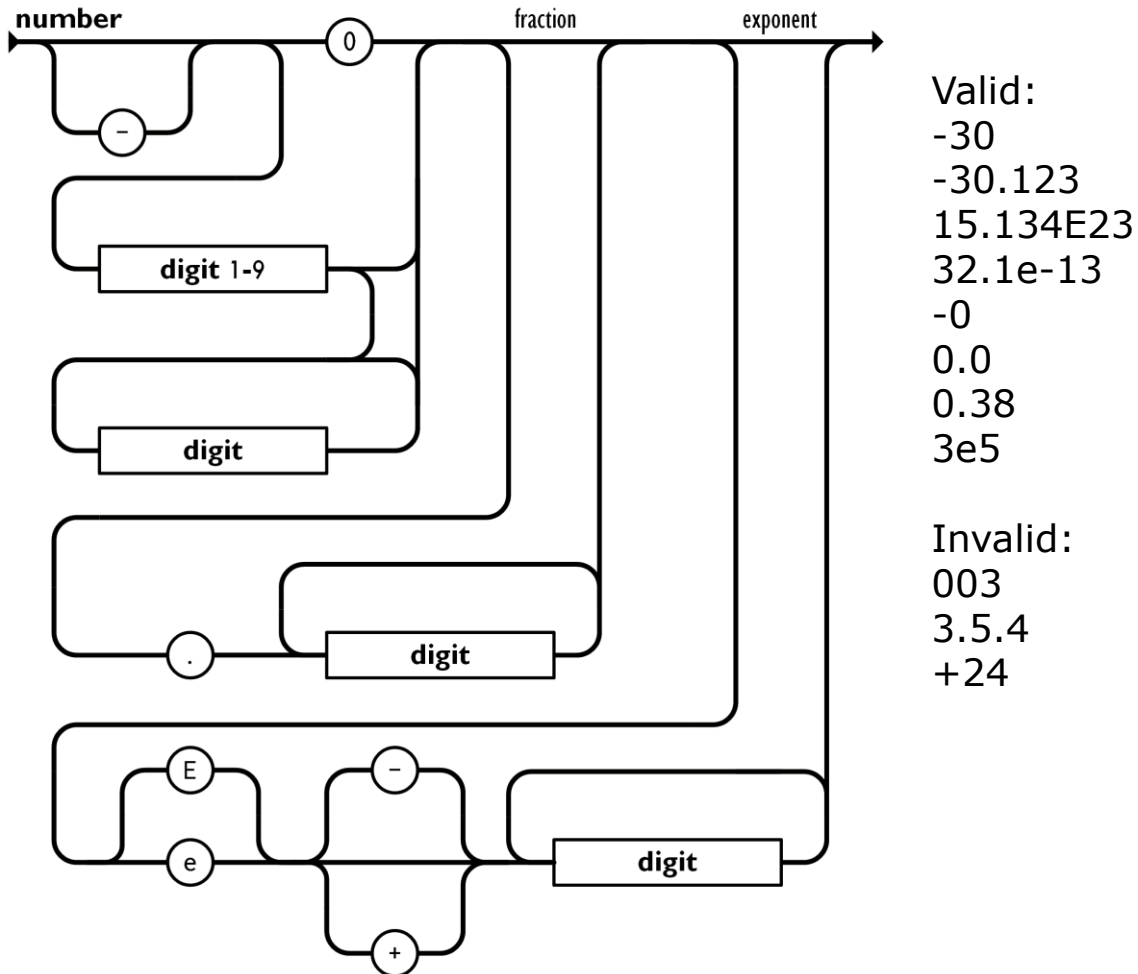 number
fraction
exponent
0
-
digit 1-9
digit
.
digit
E
-
e
digit
+
Valid:
-30
-30.123
15.134E23
32.1e-13
-0
0.0
0.38
3e5
Invalid:
003
3.5.4
+24